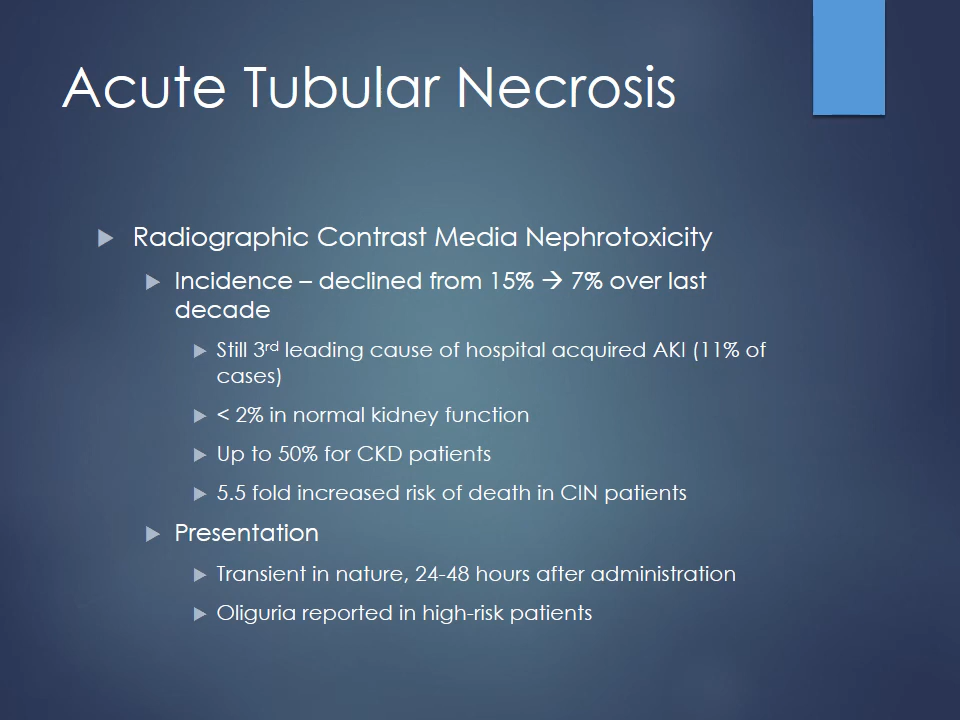 Acute Tubular Necrosis
Radiographic Contrast Media Nephrotoxicity
Incidence – declined from 15% → 7% over last
decade
Still 3rd leading cause of hospital acquired AKI (11% of
cases)
< 2% in normal kidney function
Up to 50% for CKD patients
5.5 fold increased risk of death in CIN patients
Presentation
Transient in nature, 24-48 hours after administration
Oliguria reported in high-risk patients